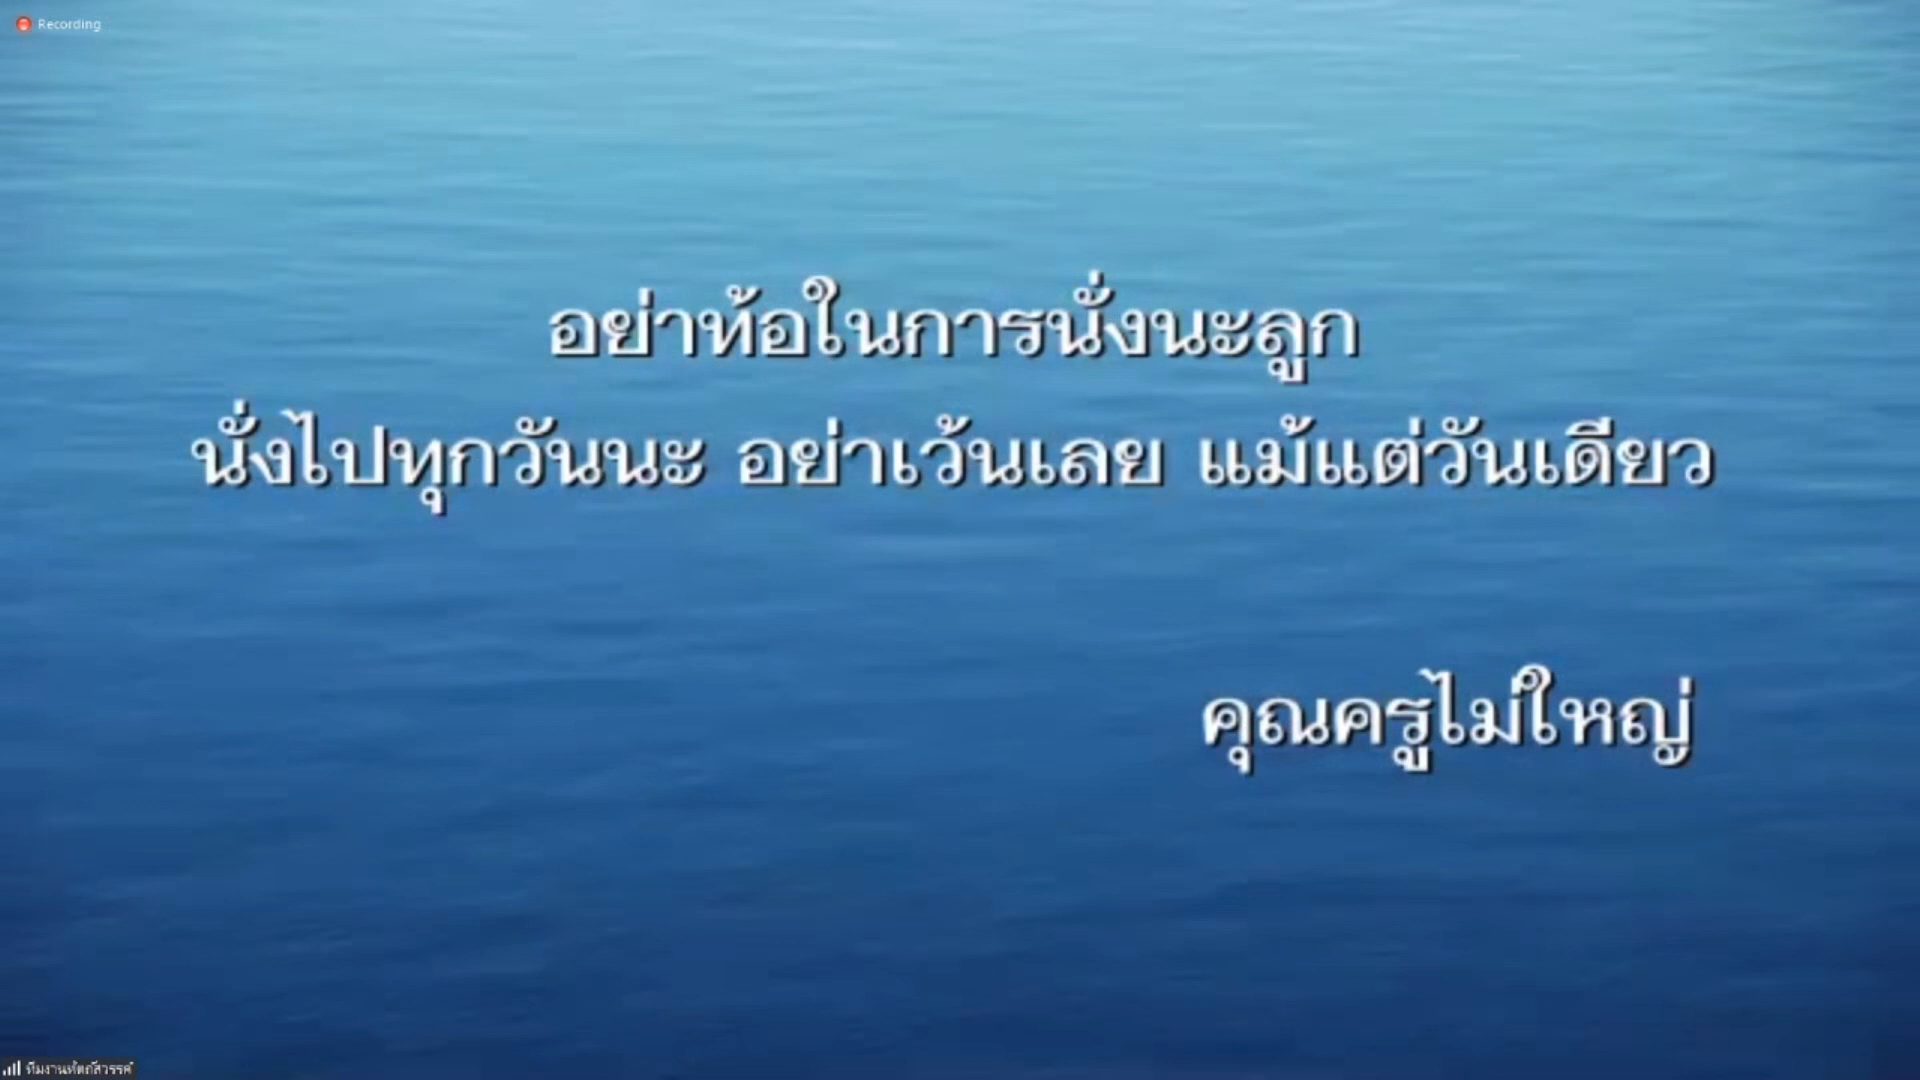 Recording
อย่าท้อในการนั่งนะลูก
นั่งไปทุกวันนะ อย่าเว้นเลย แม้แต่วันเดียว
คุณครูไม่ใหญ่